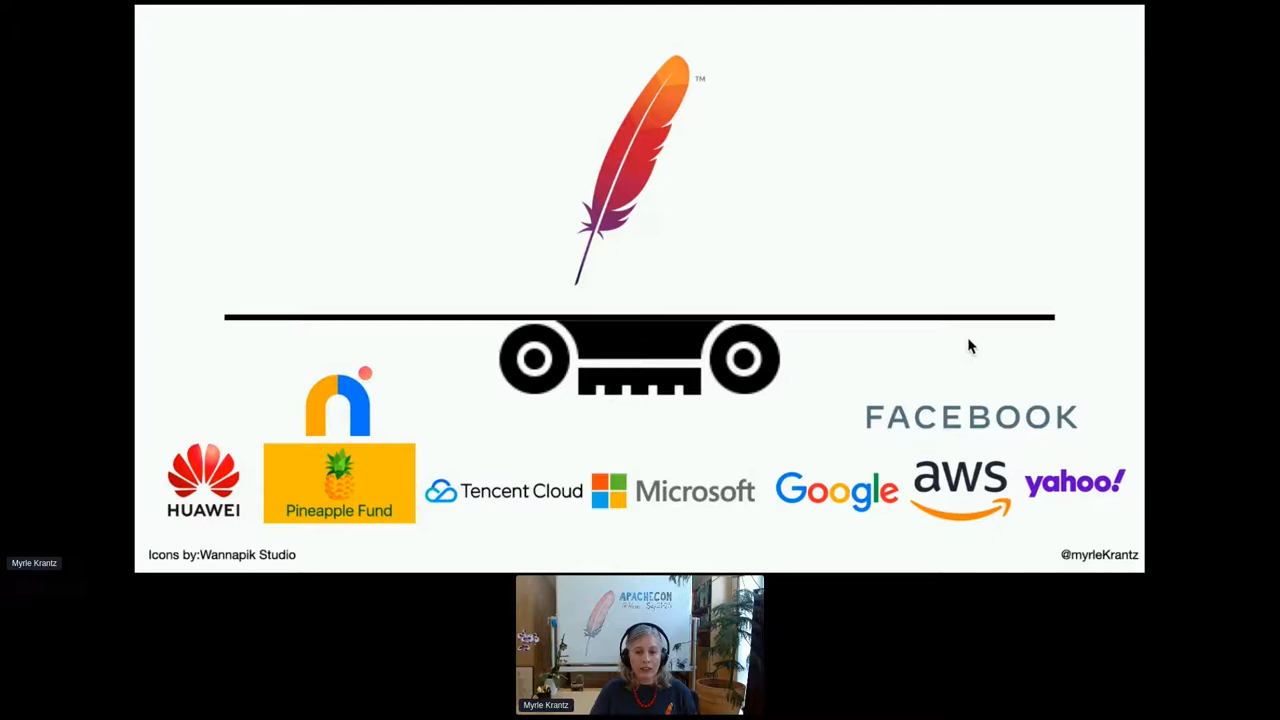 TM
FACEBOOK
HUAWEI
Pineapple Fund
Tencent Cloud
Microsoft
Google
aws
yahoo!
Icons by:Wannapik Studio
@myrleKrantz
Myrle Krantz
APACHECON
Myrle Krantz